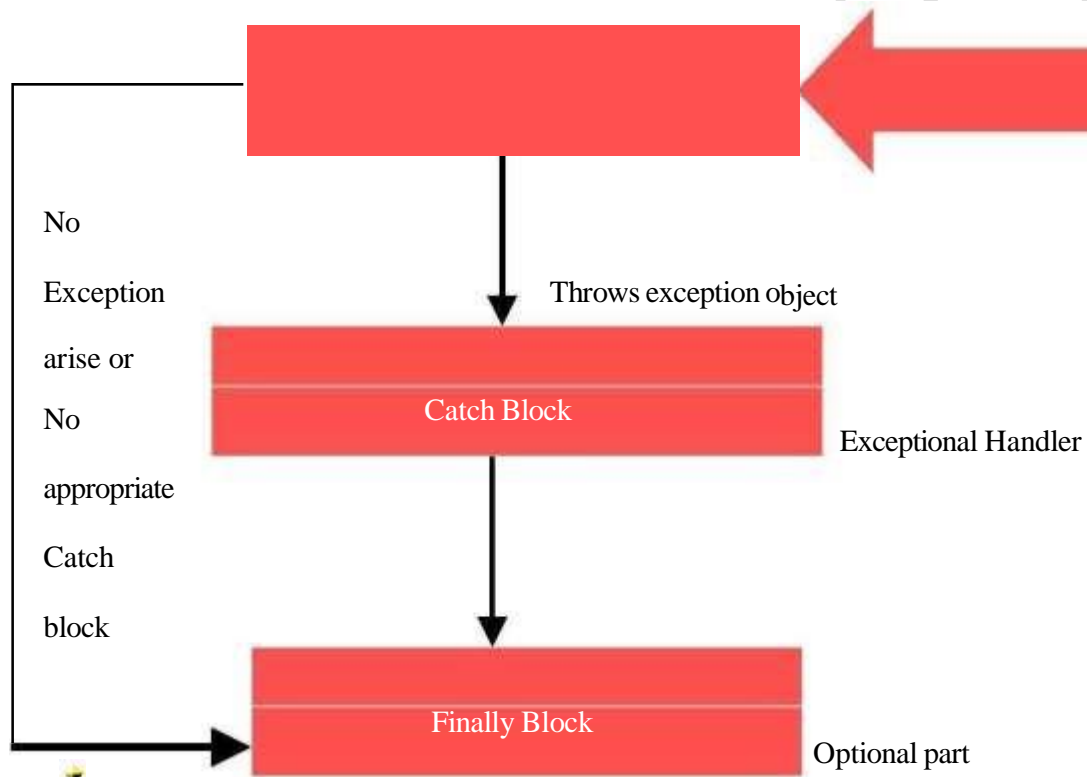 No
Exception
Throws exception object
arise or
No
Catch Block
Exceptional Handler
appropriate
Catch
block
Finally Block
Optional part